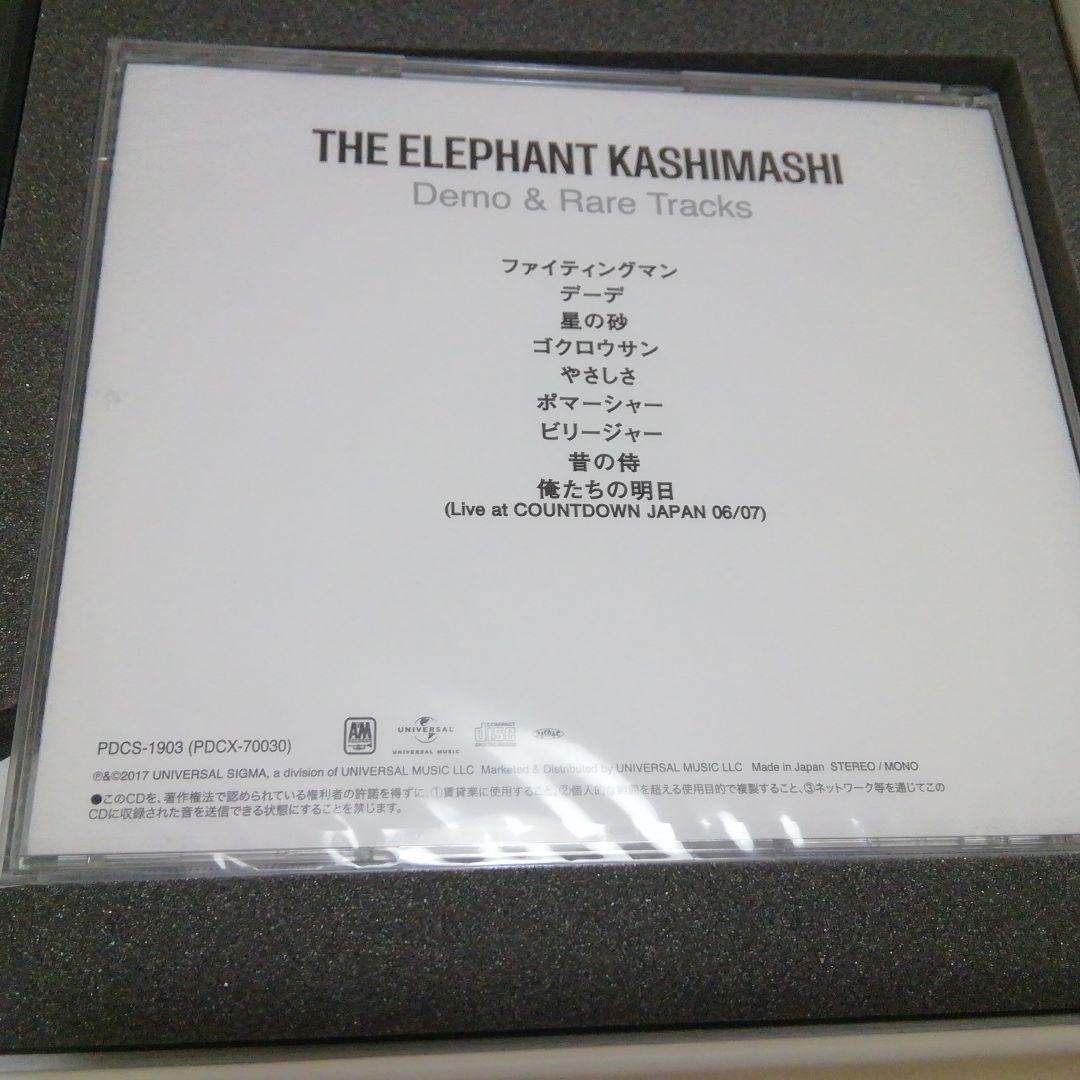 THE ELEPHANT KASHIMASHI
Demo & Rare Tracks
ファイティングマン
デーデ
星の砂
ゴクロウサン
やさしさ
ポマーシャー
ビリージャー
昔の侍
俺たちの明日
(Live at COUNTDOWN JAPAN 06/07)
PDCS-1903 (PDCX-70030)
A&M
UNIVERSAL
UNIVERSAL MUSIC
COMPACT
disc
DIGITAL AUDIO
℗&©2017 UNIVERSAL SIGMA, a division of UNIVERSAL MUSIC LLC Marketed & Distributed by UNIVERSAL MUSIC LLC Made in Japan STEREO / MONO
●このCDを、著作権法で認められている権利者の許諾を得ずに、①賃貸業に使用すること、②個人的な範囲を超える使用目的で複製すること、③ネットワーク等を通じてこの
CDに収録された音を送信できる状態にすることを禁じます。